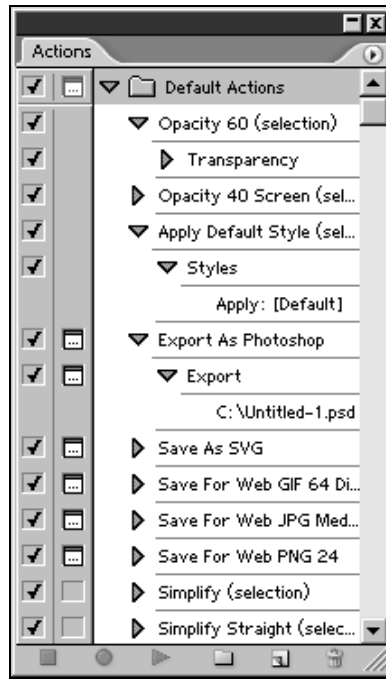 Actions
Default Actions
Opacity 60 (selection)
Transparency
Opacity 40 Screen (sel...
Apply Default Style (sel...
Styles
Apply: [Default]
Export As Photoshop
Export
C:\Untitled-1.psd
Save As SVG
Save For Web GIF 64 Di...
Save For Web JPG Med...
Save For Web PNG 24
Simplify (selection)
Simplify Straight (selec...